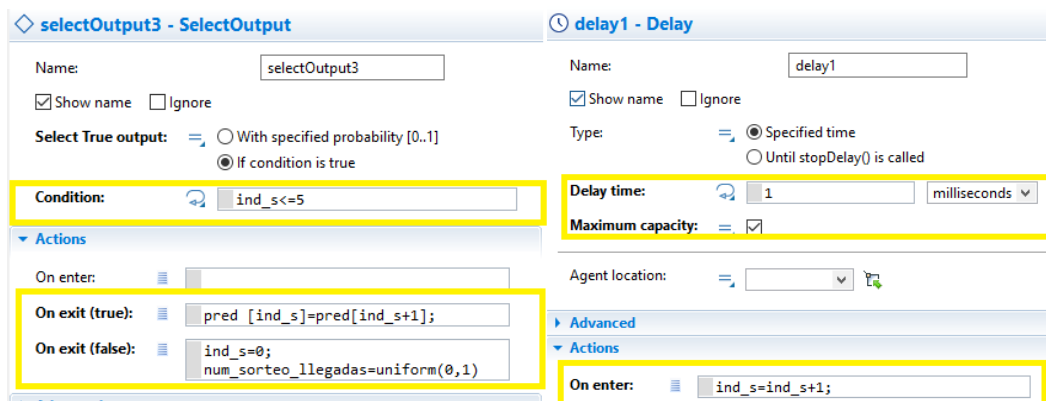 selectOutput3 - SelectOutput
Name:
selectOutput3
Show name
Ignore
Select True output:
With specified probability [0..1]
If condition is true
Condition:
ind_s<=5
Actions
On enter:
On exit (true):
pred [ind_s]=pred[ind_s+1];
On exit (false):
ind_s=0;
num_sorteo_llegadas=uniform(0,1)
delay1 - Delay
Name:
delay1
Show name
Ignore
Type:
Specified time
Until stopDelay() is called
Delay time:
1
milliseconds
Maximum capacity:
Agent location:
Advanced
Actions
On enter:
ind_s=ind_s+1;